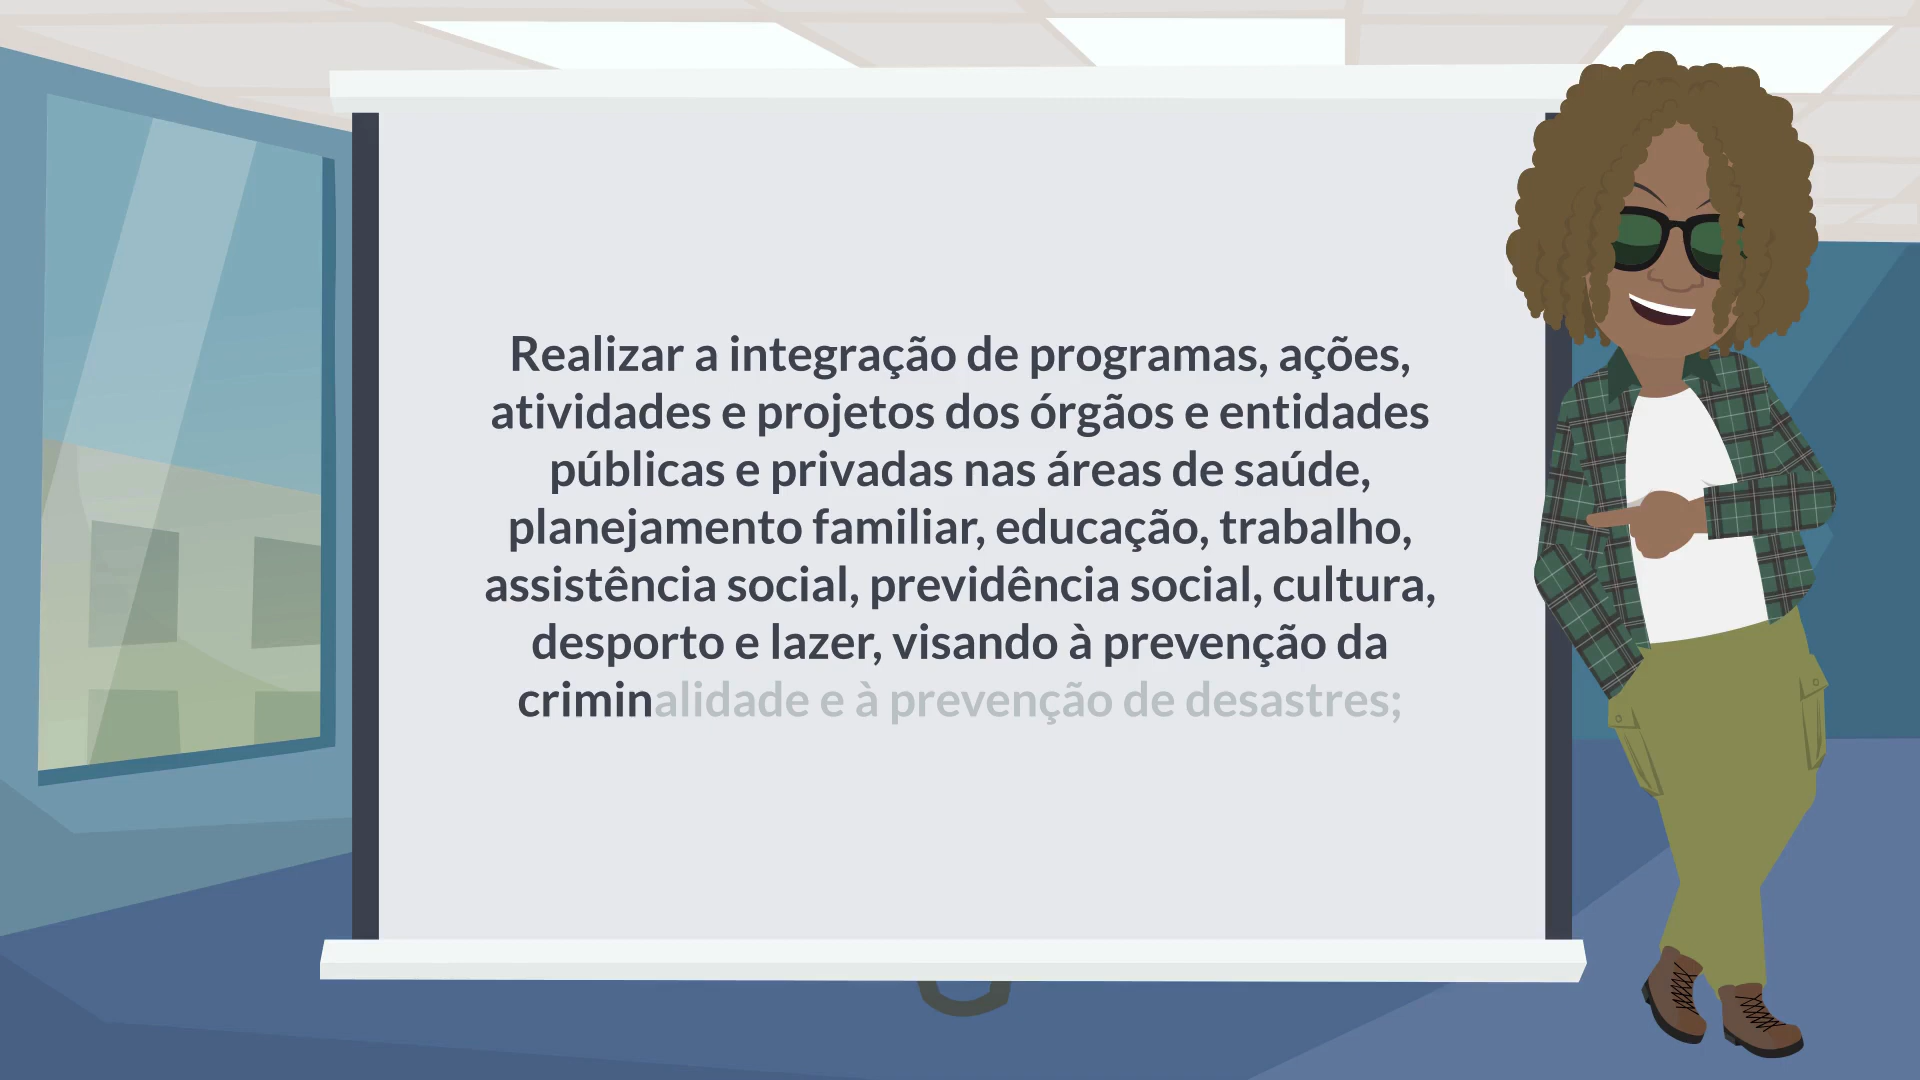 Realizar a integração de programas, ações,
atividades e projetos dos órgãos e entidades
públicas e privadas nas áreas de saúde,
planejamento familiar, educação, trabalho,
assistência social, previdência social, cultura,
desporto e lazer, visando à prevenção da
criminalidade e à prevenção de desastres;